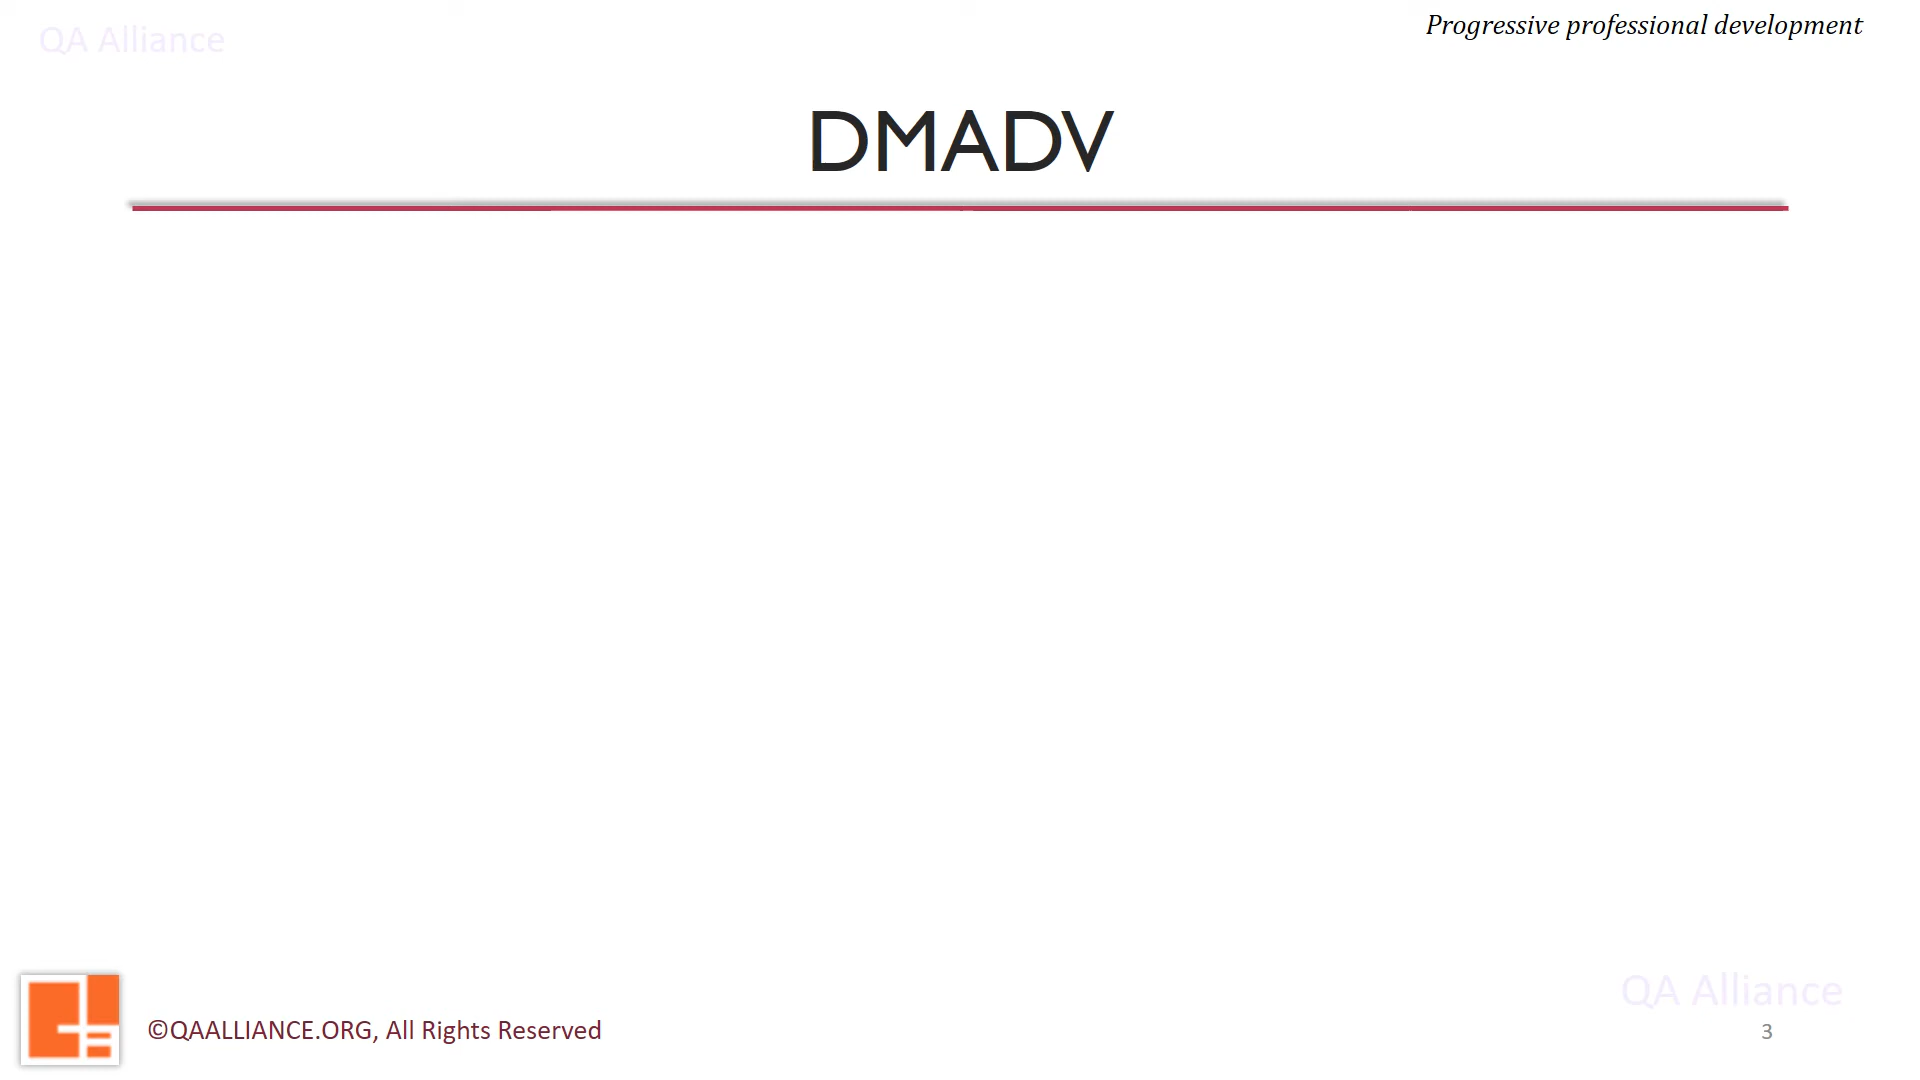 QA Alliance
Progressive professional development
DMADV
QA Alliance
©QAALLIANCE.ORG, All Rights Reserved
3